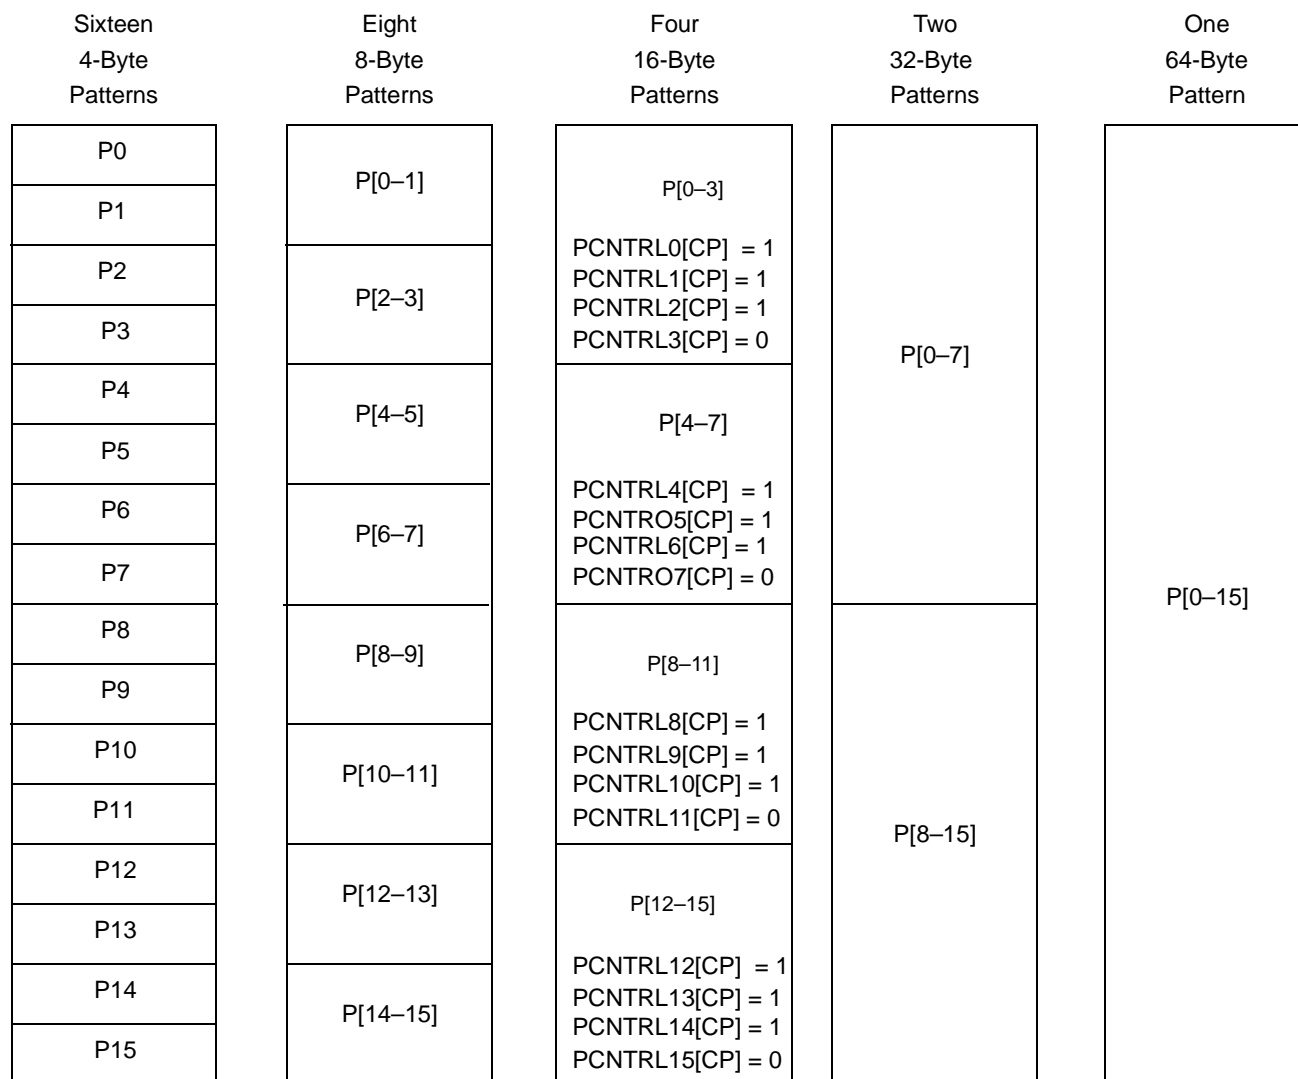 Sixteen
4-Byte
Patterns
Eight
8-Byte
Patterns
Four
16-Byte
Patterns
Two
32-Byte
Patterns
One
64-Byte
Pattern
P0
P1
P2
P3
P4
P5
P6
P7
P8
P9
P10
P11
P12
P13
P14
P15
P[0–1]
P[2–3]
P[4–5]
P[6–7]
P[8–9]
P[10–11]
P[12–13]
P[14–15]
P[0–3]
PCNTRL0[CP] = 1
PCNTRL1[CP] = 1
PCNTRL2[CP] = 1
PCNTRL3[CP] = 0
P[4–7]
PCNTRL4[CP] = 1
PCNTRO5[CP] = 1
PCNTRL6[CP] = 1
PCNTRO7[CP] = 0
P[8–11]
PCNTRL8[CP] = 1
PCNTRL9[CP] = 1
PCNTRL10[CP] = 1
PCNTRL11[CP] = 0
P[12–15]
PCNTRL12[CP] = 1
PCNTRL13[CP] = 1
PCNTRL14[CP] = 1
PCNTRL15[CP] = 0
P[0–7]
P[8–15]
P[0–15]